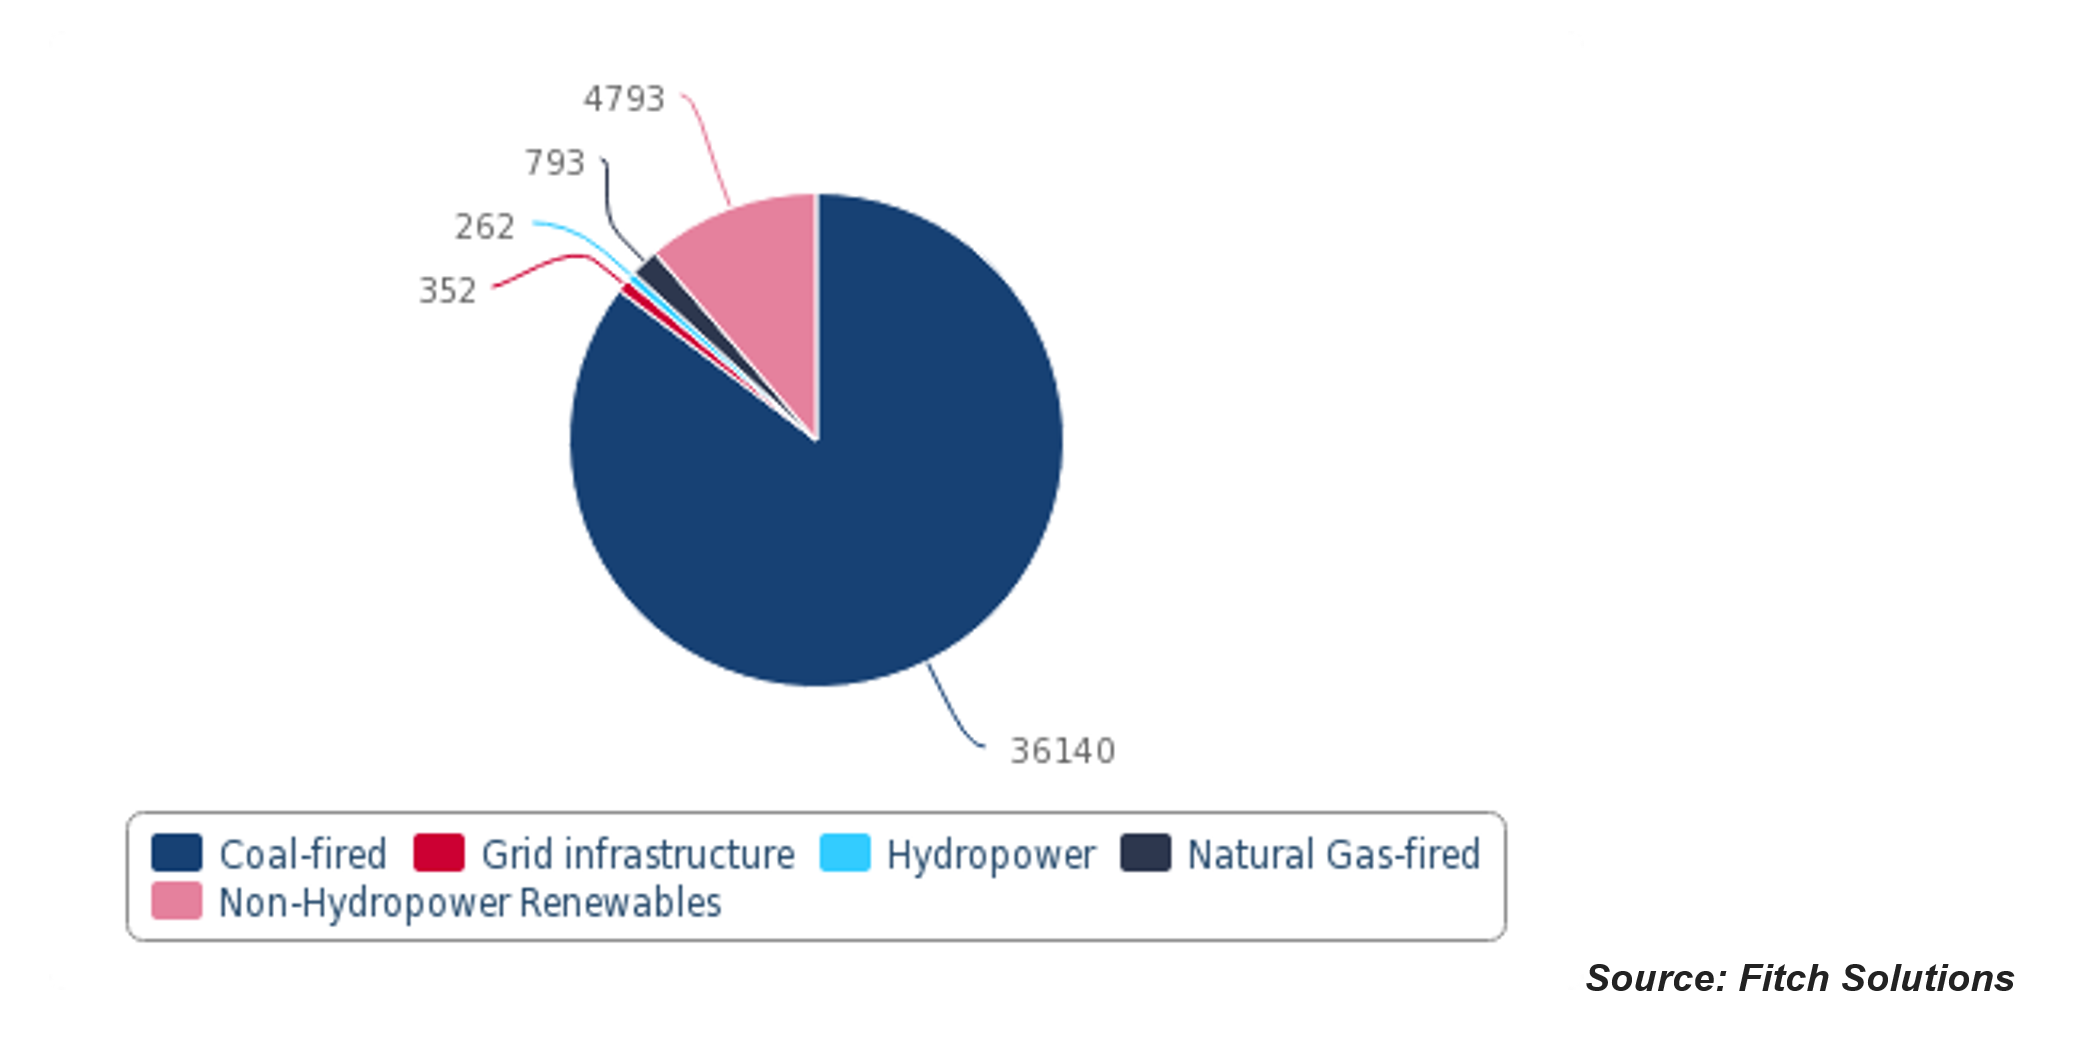 4793
793
262
352
36140
Coal-fired Grid infrastructure Hydropower Natural Gas-fired
Non-Hydropower Renewables
Source: Fitch Solutions